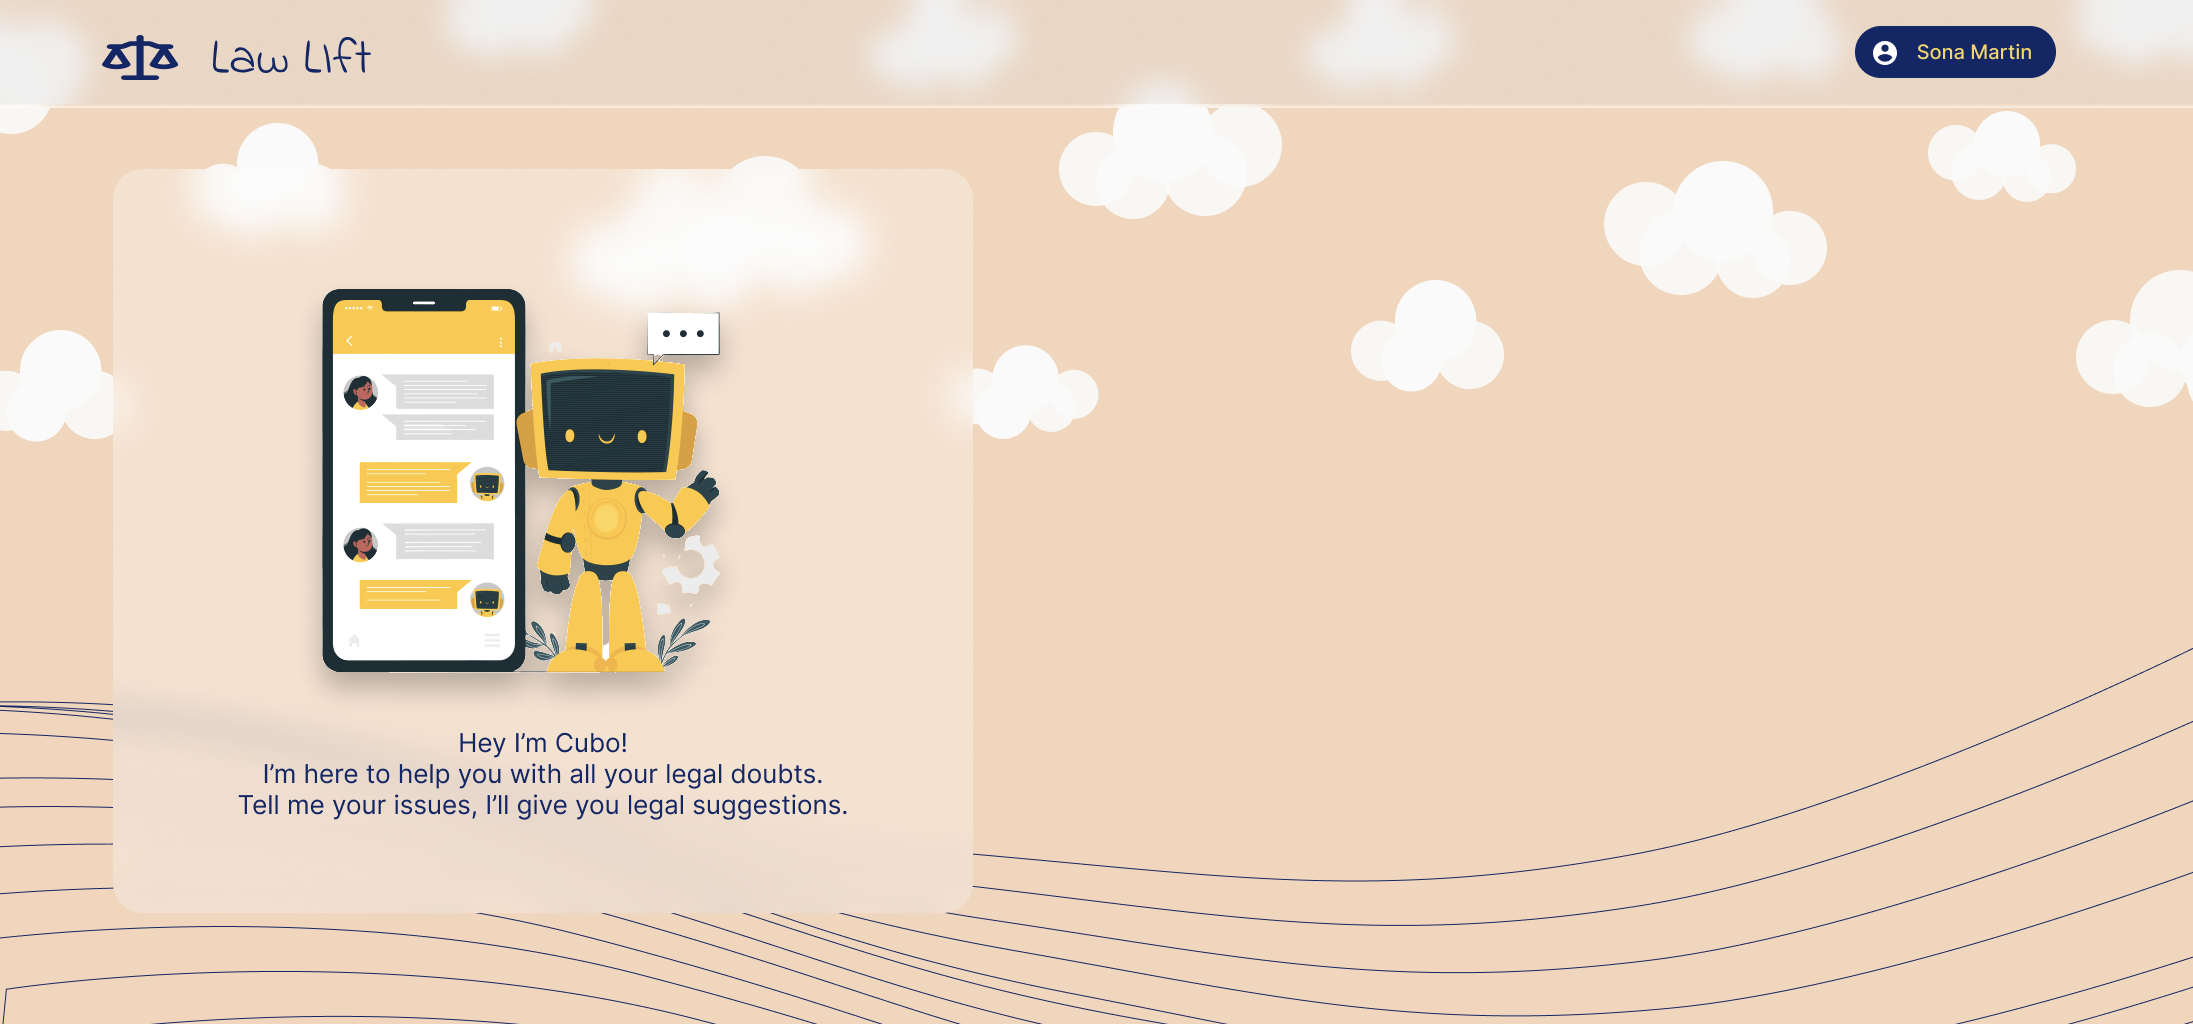 Law LIft
Sona Martin
Hey I’m Cubo!
I’m here to help you with all your legal doubts.
Tell me your issues, I’ll give you legal suggestions.